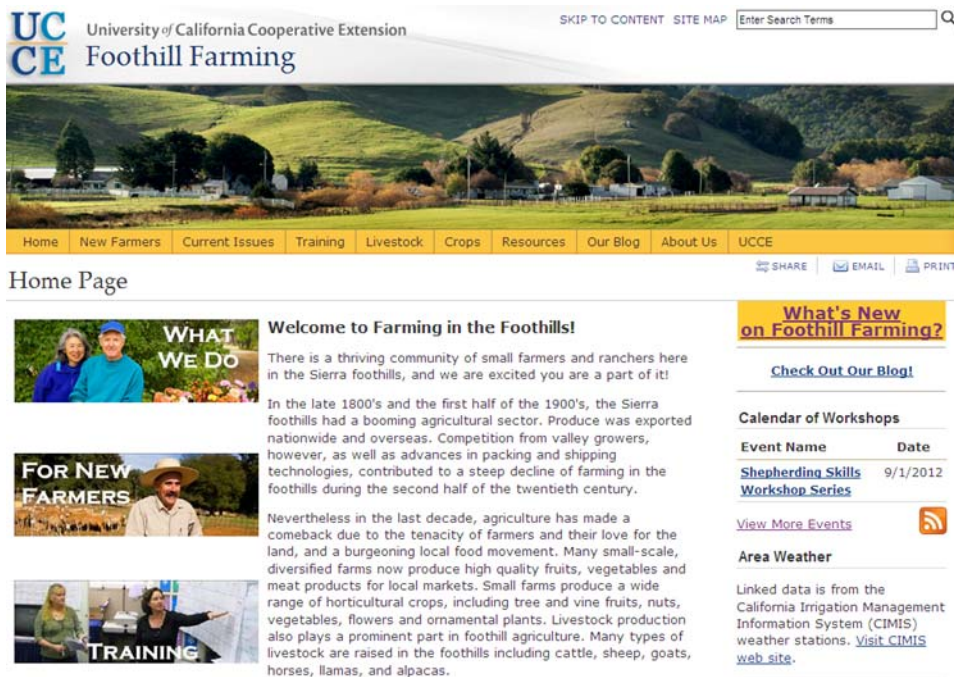 UC
CE
University of California Cooperative Extension
Foothill Farming
SKIP TO CONTENT SITE MAP Enter Search Terms
Home New Farmers Current Issues Training Livestock Crops Resources Our Blog About Us UCCE
SHARE EMAIL PRINT
Home Page
WHAT
WE DO
FOR NEW
FARMERS
TRAINING
Welcome to Farming in the Foothills!
There is a thriving community of small farmers and ranchers here
in the Sierra foothills, and we are excited you are a part of it!
In the late 1800's and the first half of the 1900's, the Sierra
foothills had a booming agricultural sector. Produce was exported
nationwide and overseas. Competition from valley growers,
however, as well as advances in packing and shipping
technologies, contributed to a steep decline of farming in the
foothills during the second half of the twentieth century.
Nevertheless in the last decade, agriculture has made a
comeback due to the tenacity of farmers and their love for the
land, and a burgeoning local food movement. Many small-scale,
diversified farms now produce high quality fruits, vegetables and
meat products for local markets. Small farms produce a wide
range of horticultural crops, including tree and vine fruits, nuts,
vegetables, flowers and ornamental plants. Livestock production
also plays a prominent part in foothill agriculture. Many types of
livestock are raised in the foothills including cattle, sheep, goats,
horses, llamas, and alpacas.
What's New
on Foothill Farming?
Check Out Our Blog!
Calendar of Workshops
Event Name Date
Shepherding Skills 9/1/2012
Workshop Series
View More Events
Area Weather
Linked data is from the
California Irrigation Management
Information System (CIMIS)
weather stations. Visit CIMIS
web site.